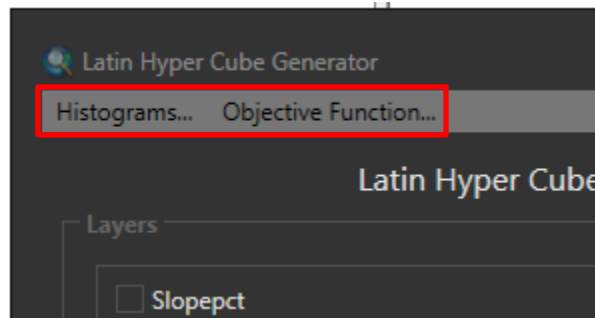 Latin Hyper Cube Generator
Histograms... Objective Function...
Latin Hyper Cube
Layers
Slopepct